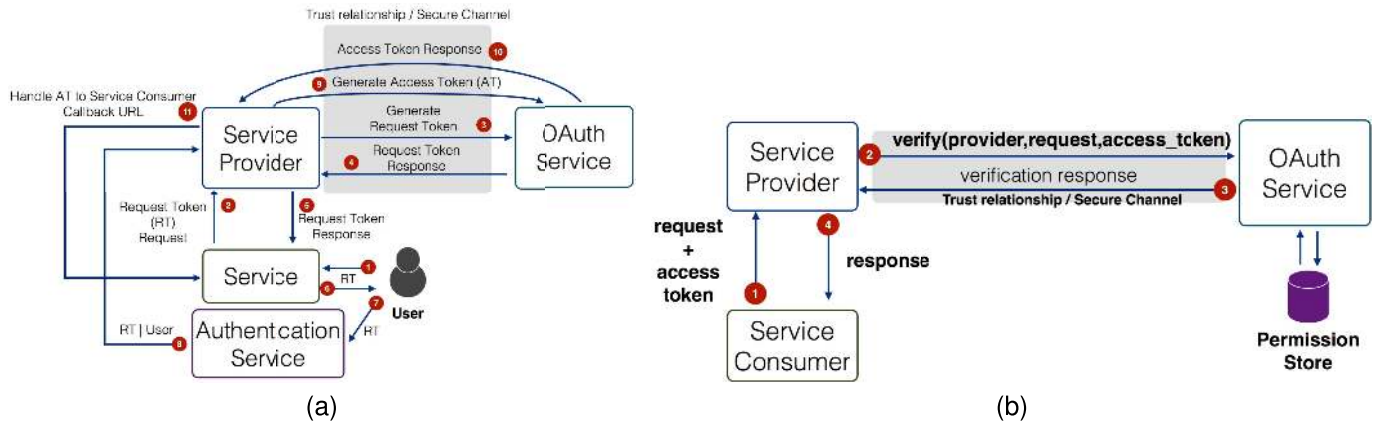 Trust relationship / Secure Channel
Access Token Response 10
9 Generate Access Token (AT)
Handle AT to Service Consumer
Callback URL 11
Generate
Request Token 3
Service
Provider
OAuth
Service
4 Request Token
Response
Request Token
(RT)
Request
2
5
Request Token
Response
Service
1
RT
6
7
User
RT
RT | User
8
Authentication
Service
(a)
Service
Provider
2
verify(provider,request,access_token)
verification response
3
Trust relationship / Secure Channel
OAuth
Service
request
+
access
token
1
4
response
Service
Consumer
Permission
Store
(b)